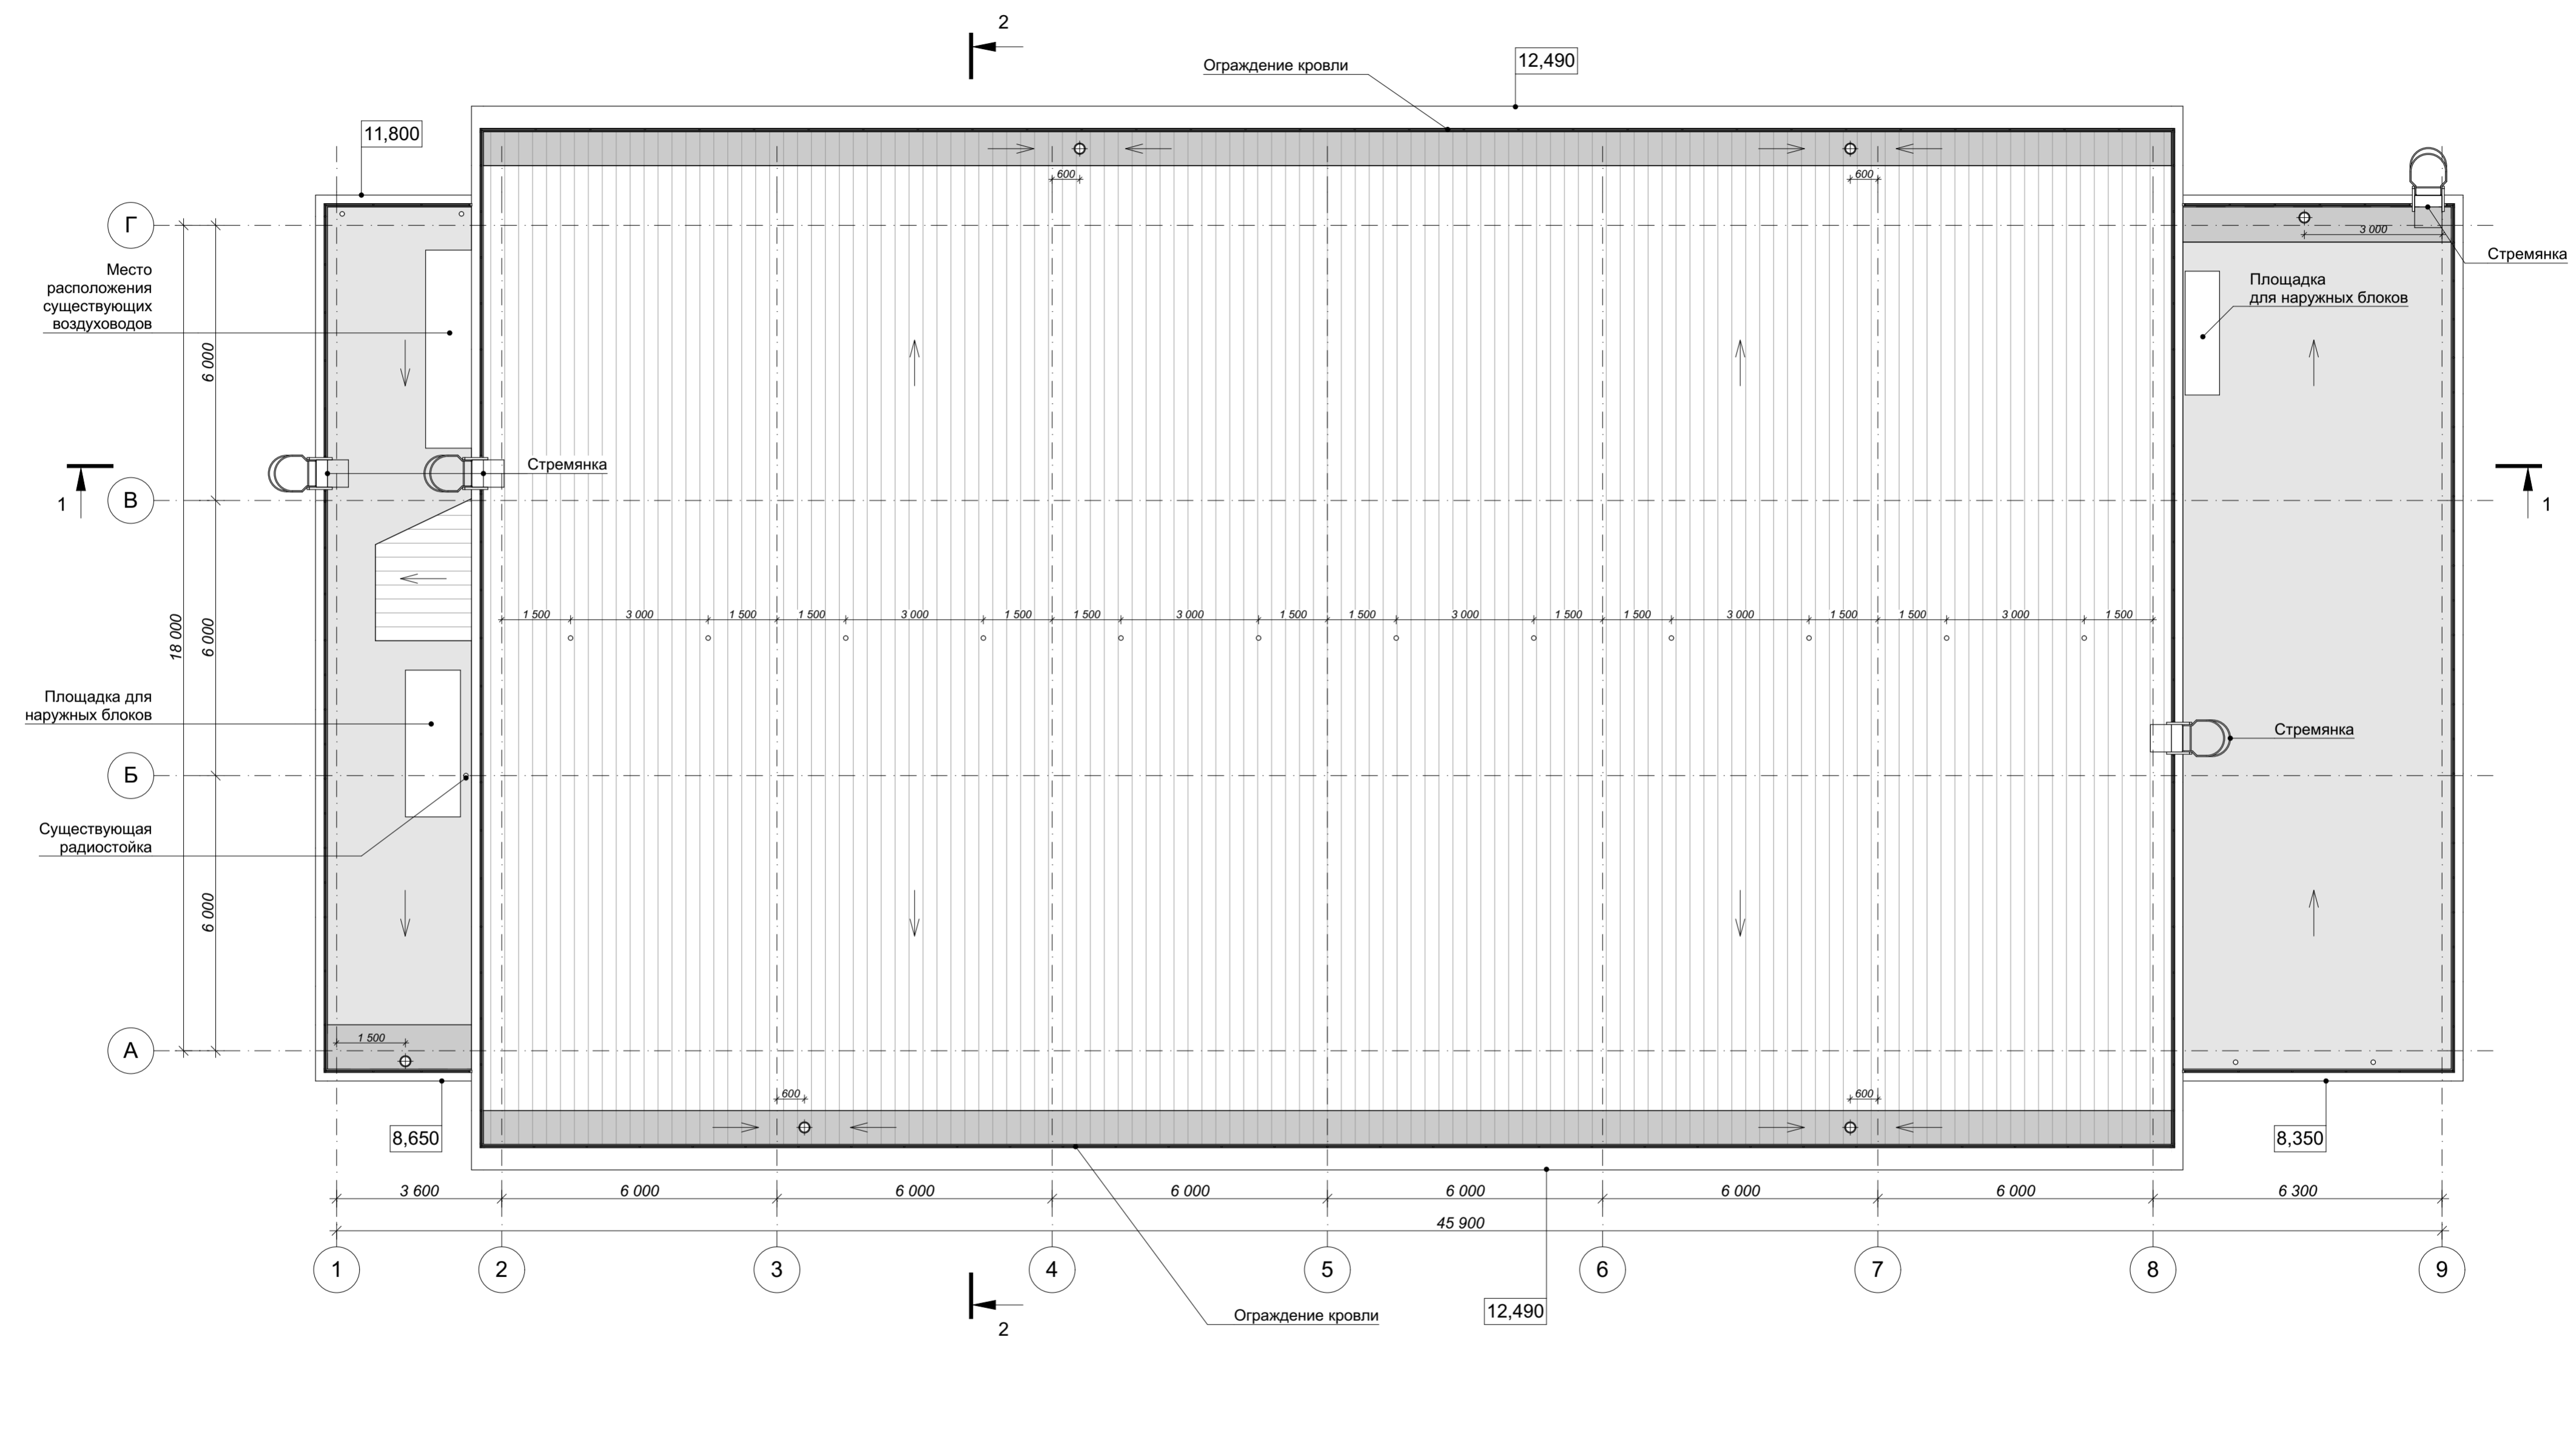 2
Ограждение кровли
12,490
11,800
600
600
Г
3 000
Стремянка
Место
расположения
существующих
воздуховодов
Площадка
для наружных блоков
6 000
Стремянка
1
В
1
18 000
6 000
1 500
3 000
1 500
1 500
3 000
1 500
1 500
3 000
1 500
1 500
3 000
1 500
1 500
3 000
1 500
1 500
3 000
1 500
Площадка для
наружных блоков
Стремянка
Б
Существующая
радиостойка
6 000
1 500
А
600
600
8,650
8,350
3 600
6 000
6 000
6 000
6 000
6 000
6 000
6 300
45 900
1
2
3
4
5
6
7
8
9
Ограждение кровли
12,490
2